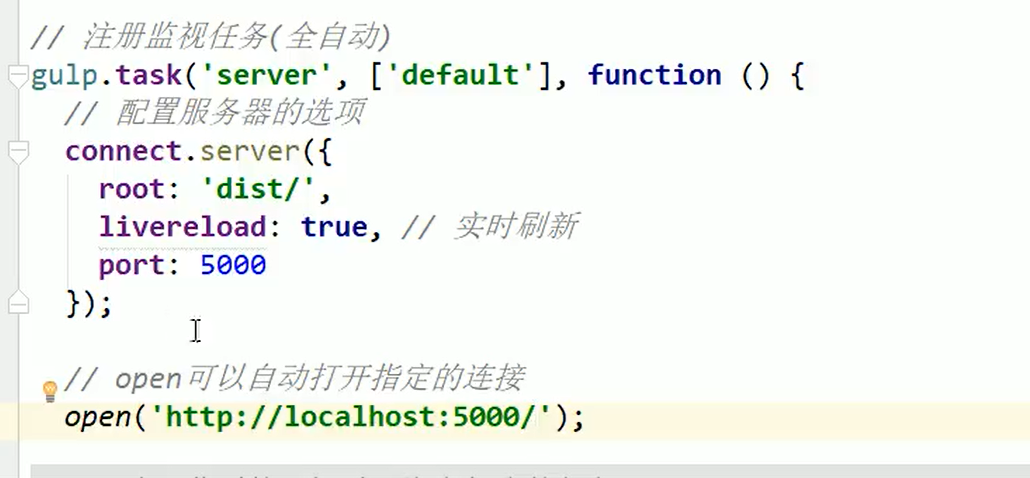 // 注册监视任务(全自动)
gulp.task('server', ['default'], function () {
// 配置服务器的选项
connect.server({
root: 'dist/',
livereload: true, // 实时刷新
port: 5000
});
// open可以自动打开指定的连接
open('http://localhost:5000/');